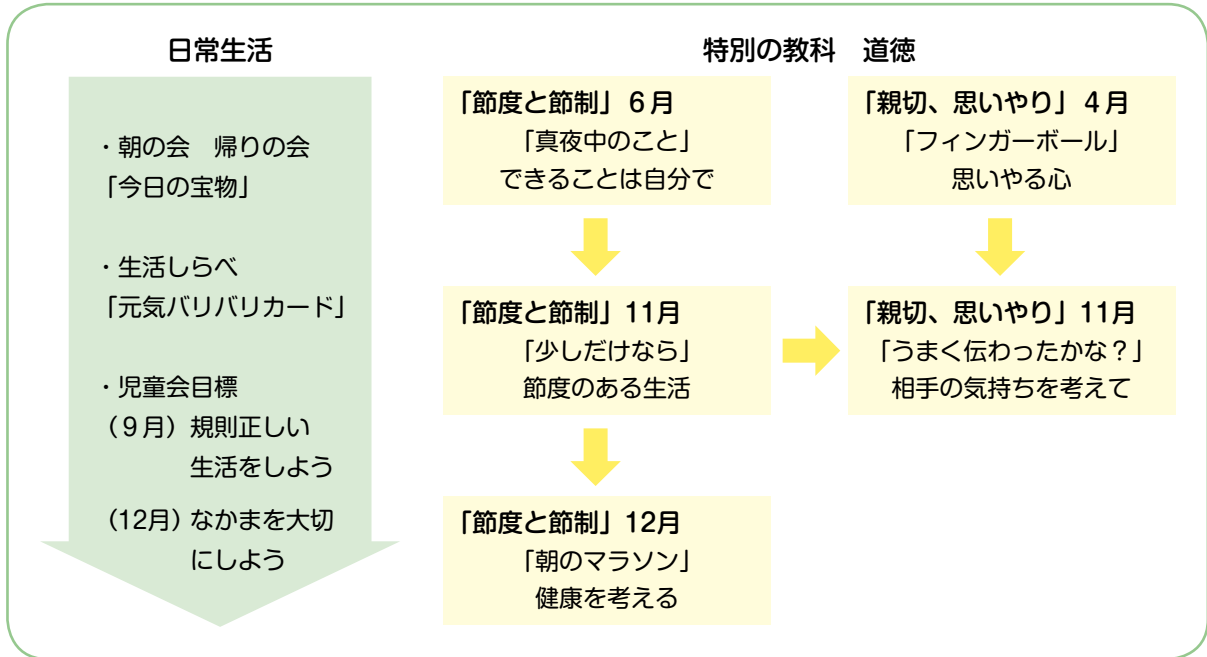 日常生活
・朝の会　帰りの会
「今日の宝物」
・生活しらべ
「元気バリバリカード」
・児童会目標
（９月）規則正しい
生活をしよう
（12月）なかまを大切
にしよう
特別の教科　道徳
「節度と節制」６月
「真夜中のこと」
できることは自分で
「節度と節制」11月
「少しだけなら」
節度のある生活
「節度と節制」12月
「朝のマラソン」
健康を考える
「親切、思いやり」４月
「フィンガーボール」
思いやる心
「親切、思いやり」11月
「うまく伝わったかな？」
相手の気持ちを考えて